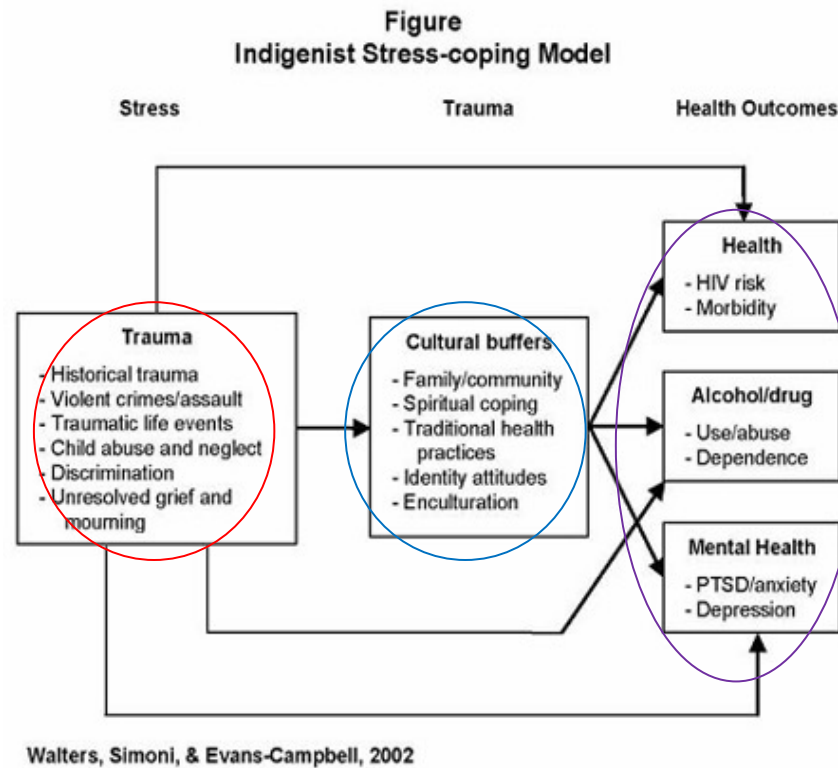 Figure
Indigenist Stress-coping Model
Stress Trauma Health Outcomes
Trauma
- Historical trauma
- Violent crimes/assault
- Traumatic life events
- Child abuse and neglect
- Discrimination
- Unresolved grief and
mourning
Cultural buffers
- Family/community
- Spiritual coping
- Traditional health
practices
- Identity attitudes
- Enculturation
Health
- HIV risk
- Morbidity
Alcohol/drug
- Use/abuse
- Dependence
Mental Health
- PTSD/anxiety
- Depression
Walters, Simoni, & Evans-Campbell, 2002